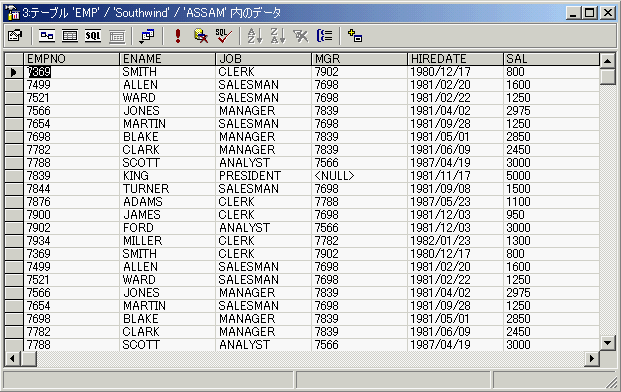 3:テーブル 'EMP' / 'Southwind' / 'ASSAM' 内のデータ
SQL SQL
EMPNO ENAME JOB MGR HIREDATE SAL
7369 SMITH CLERK 7902 1980/12/17 800
7499 ALLEN SALESMAN 7698 1981/02/20 1600
7521 WARD SALESMAN 7698 1981/02/22 1250
7566 JONES MANAGER 7839 1981/04/02 2975
7654 MARTIN SALESMAN 7698 1981/09/28 1250
7698 BLAKE MANAGER 7839 1981/05/01 2850
7782 CLARK MANAGER 7839 1981/06/09 2450
7788 SCOTT ANALYST 7566 1987/04/19 3000
7839 KING PRESIDENT <NULL> 1981/11/17 5000
7844 TURNER SALESMAN 7698 1981/09/08 1500
7876 ADAMS CLERK 7788 1987/05/23 1100
7900 JAMES CLERK 7698 1981/12/03 950
7902 FORD ANALYST 7566 1981/12/03 3000
7934 MILLER CLERK 7782 1982/01/23 1300
7369 SMITH CLERK 7902 1980/12/17 800
7499 ALLEN SALESMAN 7698 1981/02/20 1600
7521 WARD SALESMAN 7698 1981/02/22 1250
7566 JONES MANAGER 7839 1981/04/02 2975
7654 MARTIN SALESMAN 7698 1981/09/28 1250
7698 BLAKE MANAGER 7839 1981/05/01 2850
7782 CLARK MANAGER 7839 1981/06/09 2450
7788 SCOTT ANALYST 7566 1987/04/19 3000